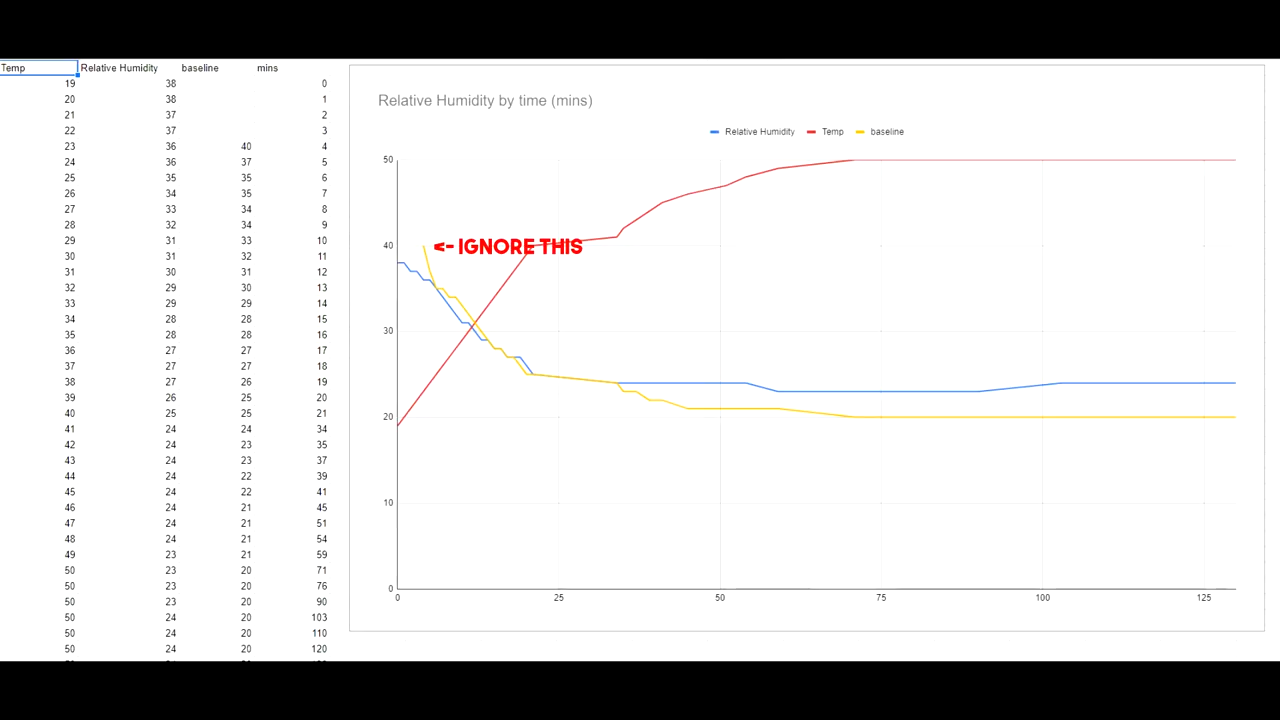 Temp Relative Humidity baseline mins
19 38 0
20 38 1
21 37 2
22 37 3
23 36 40 4
24 36 37 5
25 35 35 6
26 34 35 7
27 33 34 8
28 32 34 9
29 31 33 10
30 31 32 11
31 30 31 12
32 29 30 13
33 29 29 14
34 28 28 15
35 28 28 16
36 27 27 17
37 27 27 18
38 27 26 19
39 26 25 20
40 25 25 21
41 24 24 34
42 24 23 35
43 24 23 37
44 24 22 39
45 24 22 41
46 24 21 45
47 24 21 51
48 24 21 54
49 23 21 59
50 23 20 71
50 23 20 76
50 23 20 90
50 24 20 103
50 24 20 110
50 24 20 120
Relative Humidity by time (mins)
Relative Humidity Temp baseline
50
40
<- IGNORE THIS
30
20
10
0
0 25 50 75 100 125